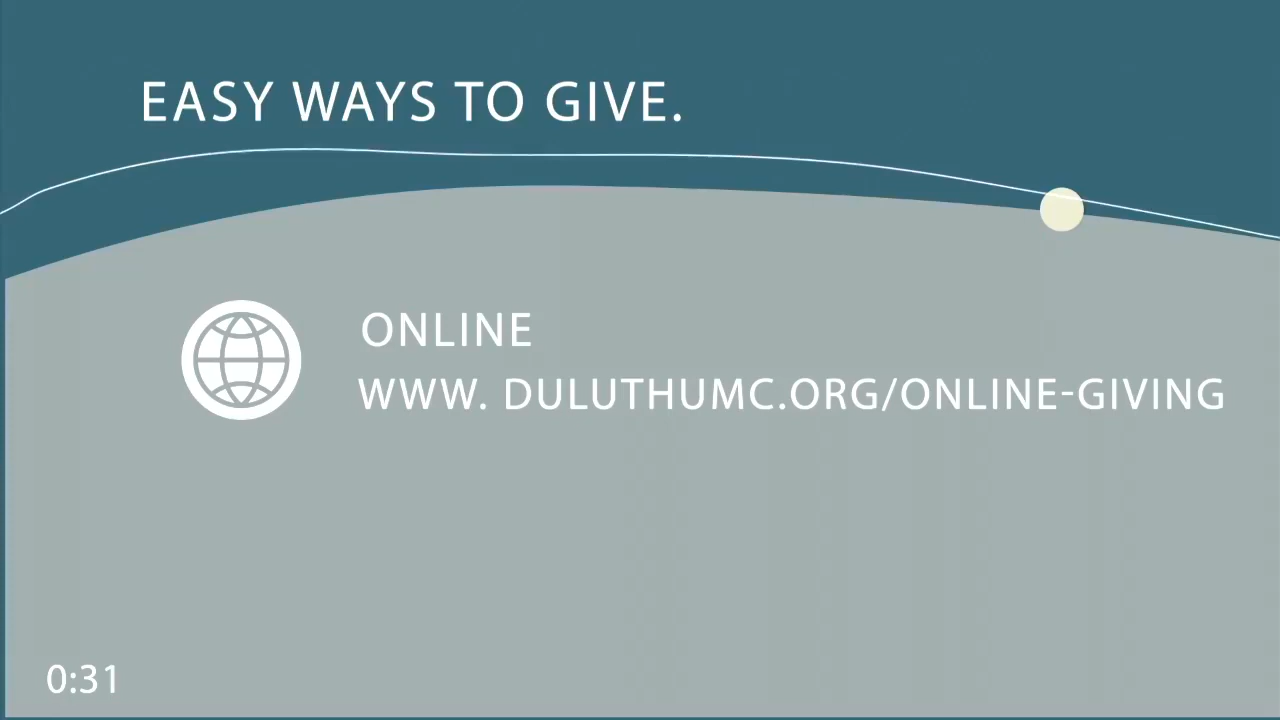 EASY WAYS TO GIVE.
ONLINE
WWW. DULUTHUMC.ORG/ONLINE-GIVING
0:31